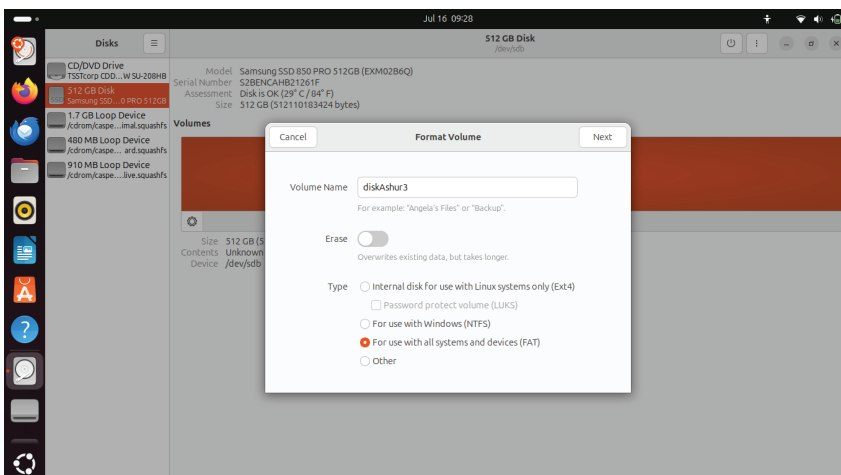 Jul 16 09:28
Disks
512 GB Disk
/dev/sdb
CD/DVD Drive
TSSTcorp CDD... W SU-208HB
512 GB Disk
Samsung SSD...0 PRO 512GB
1.7 GB Loop Device
/cdrom/caspe...imal.squashfs
480 MB Loop Device
/cdrom/caspe... ard.squashfs
910 MB Loop Device
/cdrom/caspe....live.squashfs
Model Samsung SSD 850 PRO 512GB (EXM02B6Q)
Serial Number S2BENCAHB21261F
Assessment Disk is OK (29° C / 84° F)
Size 512 GB (512110183424 bytes)
Volumes
Size 512 GB (5
Contents Unknown
Device /dev/sdb
Cancel
Format Volume
Next
Volume Name diskAshur3
For example: "Angela's Files" or "Backup".
Erase
Overwrites existing data, but takes longer.
Type Internal disk for use with Linux systems only (Ext4)
Password protect volume (LUKS)
For use with Windows (NTFS)
For use with all systems and devices (FAT)
Other